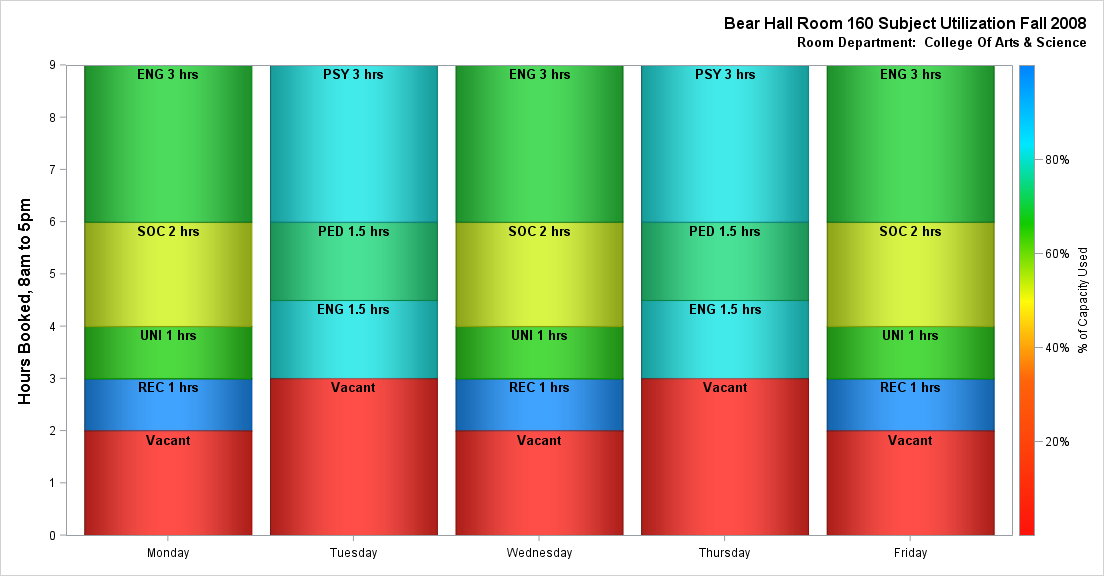 Bear Hall Room 160 Subject Utilization Fall 2008
Room Department:  College Of Arts & Science
Hours Booked, 8am to 5pm
9
8
7
6
5
4
3
2
1
0
ENG 3 hrs
SOC 2 hrs
UNI 1 hrs
REC 1 hrs
Vacant
PSY 3 hrs
PED 1.5 hrs
ENG 1.5 hrs
Vacant
ENG 3 hrs
SOC 2 hrs
UNI 1 hrs
REC 1 hrs
Vacant
PSY 3 hrs
PED 1.5 hrs
ENG 1.5 hrs
Vacant
ENG 3 hrs
SOC 2 hrs
UNI 1 hrs
REC 1 hrs
Vacant
Monday
Tuesday
Wednesday
Thursday
Friday
80%
60%
40%
20%
% of Capacity Used